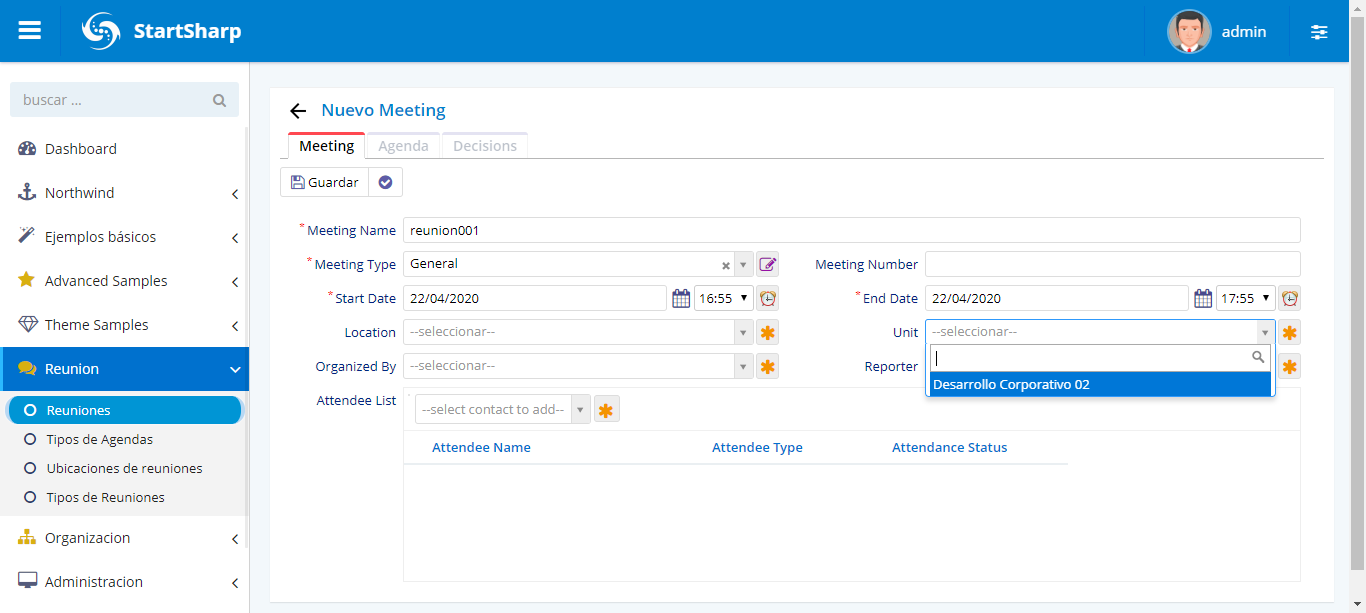 StartSharp
admin
buscar ...
Dashboard
Northwind
Ejemplos básicos
Advanced Samples
Theme Samples
Reunion
Reuniones
Tipos de Agendas
Ubicaciones de reuniones
Tipos de Reuniones
Organizacion
Administracion
Nuevo Meeting
Meeting Agenda Decisions
Guardar
* Meeting Name reunion001
* Meeting Type General Meeting Number
* Start Date 22/04/2020 16:55 * End Date 22/04/2020 17:55
Location --seleccionar-- Unit --seleccionar--
Organized By --seleccionar-- Reporter
Desarrollo Corporativo 02
Attendee List --select contact to add--
Attendee Name Attendee Type Attendance Status